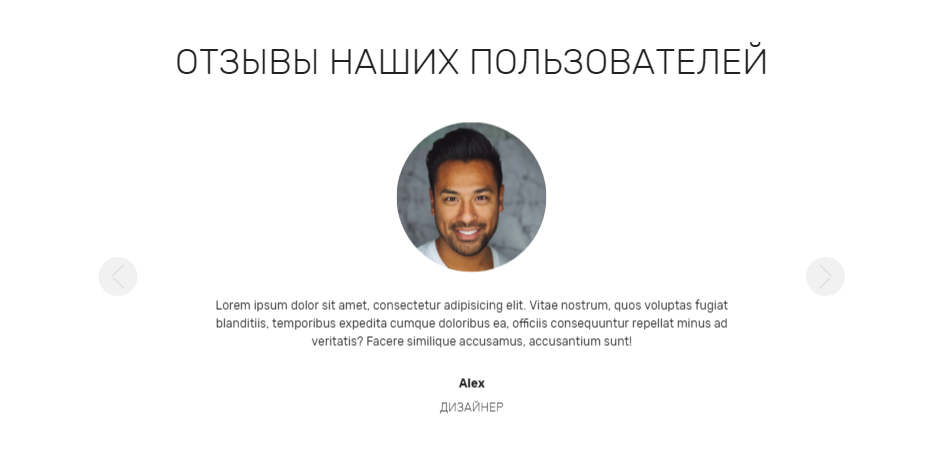 ОТЗЫВЫ НАШИХ ПОЛЬЗОВАТЕЛЕЙ
Lorem ipsum dolor sit amet, consectetur adipisicing elit. Vitae nostrum, quos voluptas fugiat
blanditiis, temporibus expedita cumque doloribus ea, officiis consequuntur repellat minus ad
veritatis? Facere similique accusamus, accusantium sunt!
Alex
ДИЗАЙНЕР